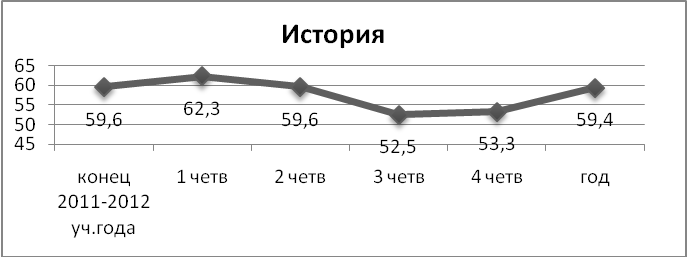 История
65
60
55
50
45
59,6
62,3
59,6
52,5
53,3
59,4
конец 2011-2012 уч.года
1 четв
2 четв
3 четв
4 четв
год